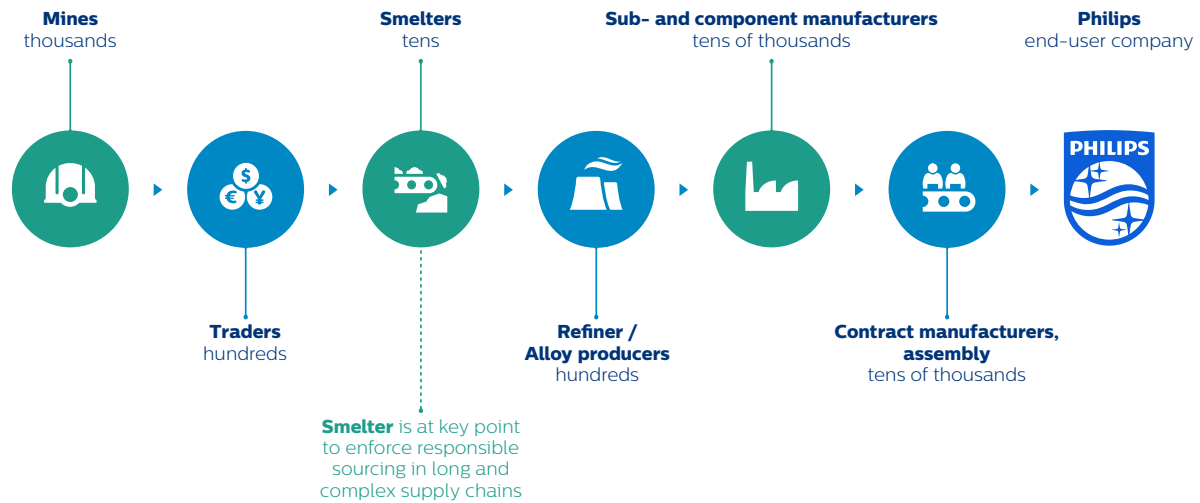 Mines
thousands
Smelters
tens
Sub- and component manufacturers
tens of thousands
Philips
end-user company
$
€ ¥
PHILIPS
Traders
hundreds
Refiner /
Alloy producers
hundreds
Contract manufacturers,
assembly
tens of thousands
Smelter is at key point
to enforce responsible
sourcing in long and
complex supply chains